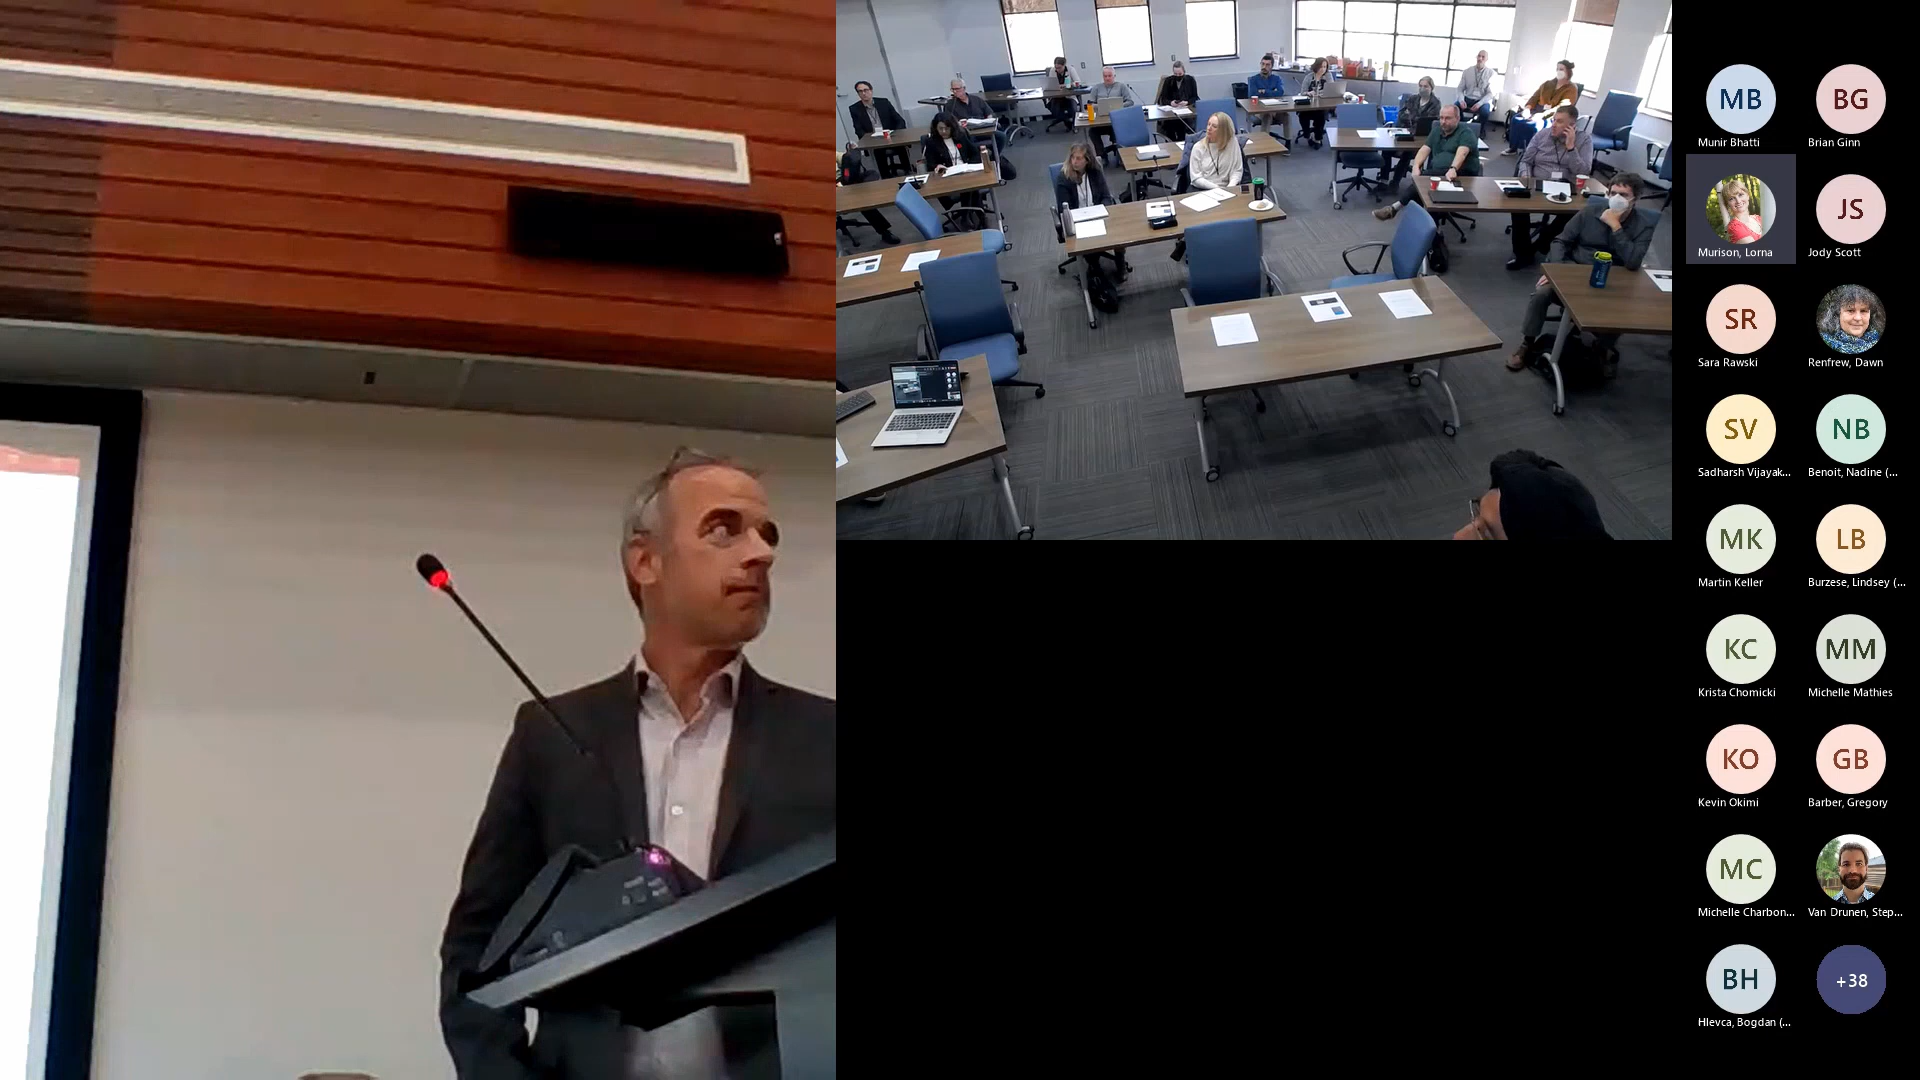 MB
BG
Munir Bhatti
Brian Ginn
JS
Murison, Lorna
Jody Scott
SR
Sara Rawski
Renfrew, Dawn
SV
NB
Sadharsh Vijayak...
Benoit, Nadine (...
MK
LB
Martin Keller
Burzese, Lindsey (...
KC
MM
Krista Chomicki
Michelle Mathies
KO
GB
Kevin Okimi
Barber, Gregory
MC
Michelle Charbon...
Van Drunen, Step...
BH
+38
Hlevca, Bogdan (...